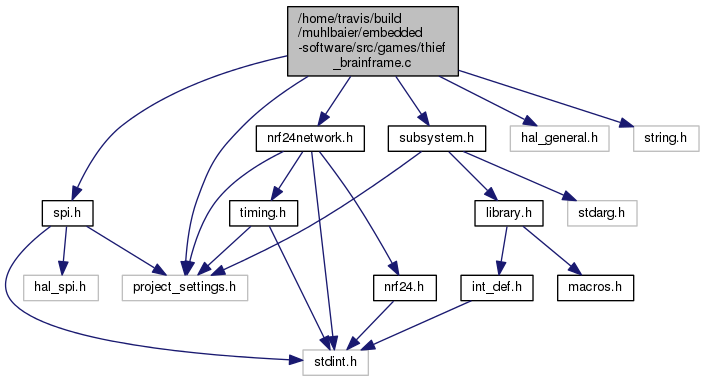 /home/travis/build
/muhlbaier/embedded
-software/src/games/thief
_brainframe.c
nrf24network.h
subsystem.h
hal_general.h
string.h
spi.h
timing.h
library.h
stdarg.h
hal_spi.h
project_settings.h
nrf24.h
int_def.h
macros.h
stdint.h